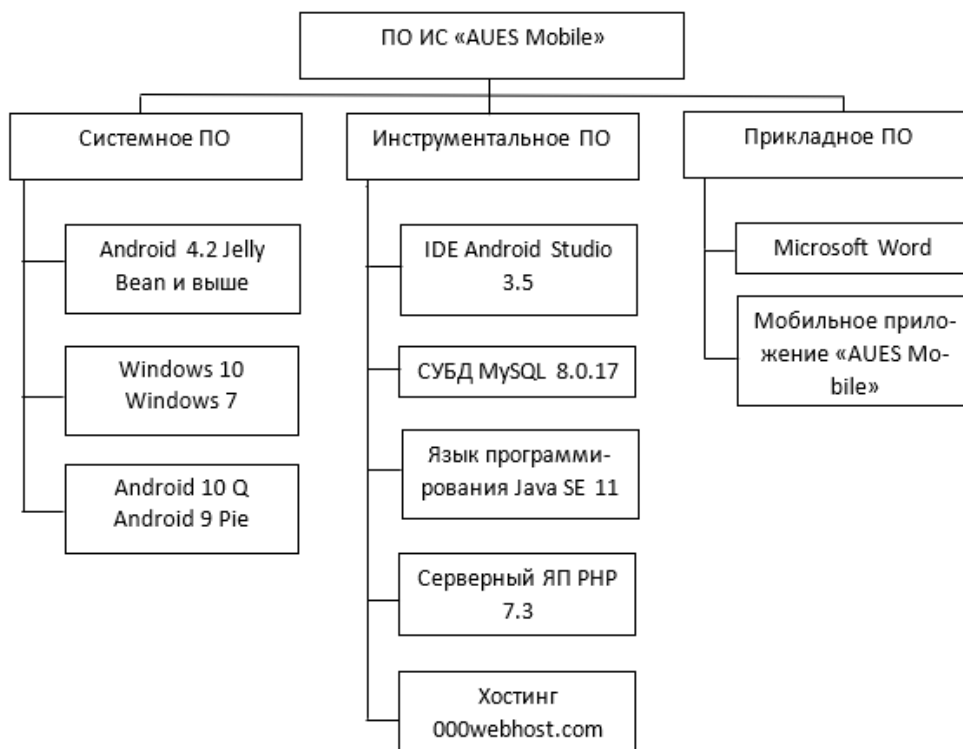 ПО ИС «AUES Mobile»
Системное ПО
Инструментальное ПО
Прикладное ПО
Android 4.2 Jelly
Bean и выше
Windows 10
Windows 7
Android 10 Q
Android 9 Pie
IDE Android Studio
3.5
СУБД MySQL 8.0.17
Язык программи-
рования Java SE 11
Серверный ЯП PHP
7.3
Хостинг
000webhost.com
Microsoft Word
Мобильное прило-
жение «AUES Mo-
bile»